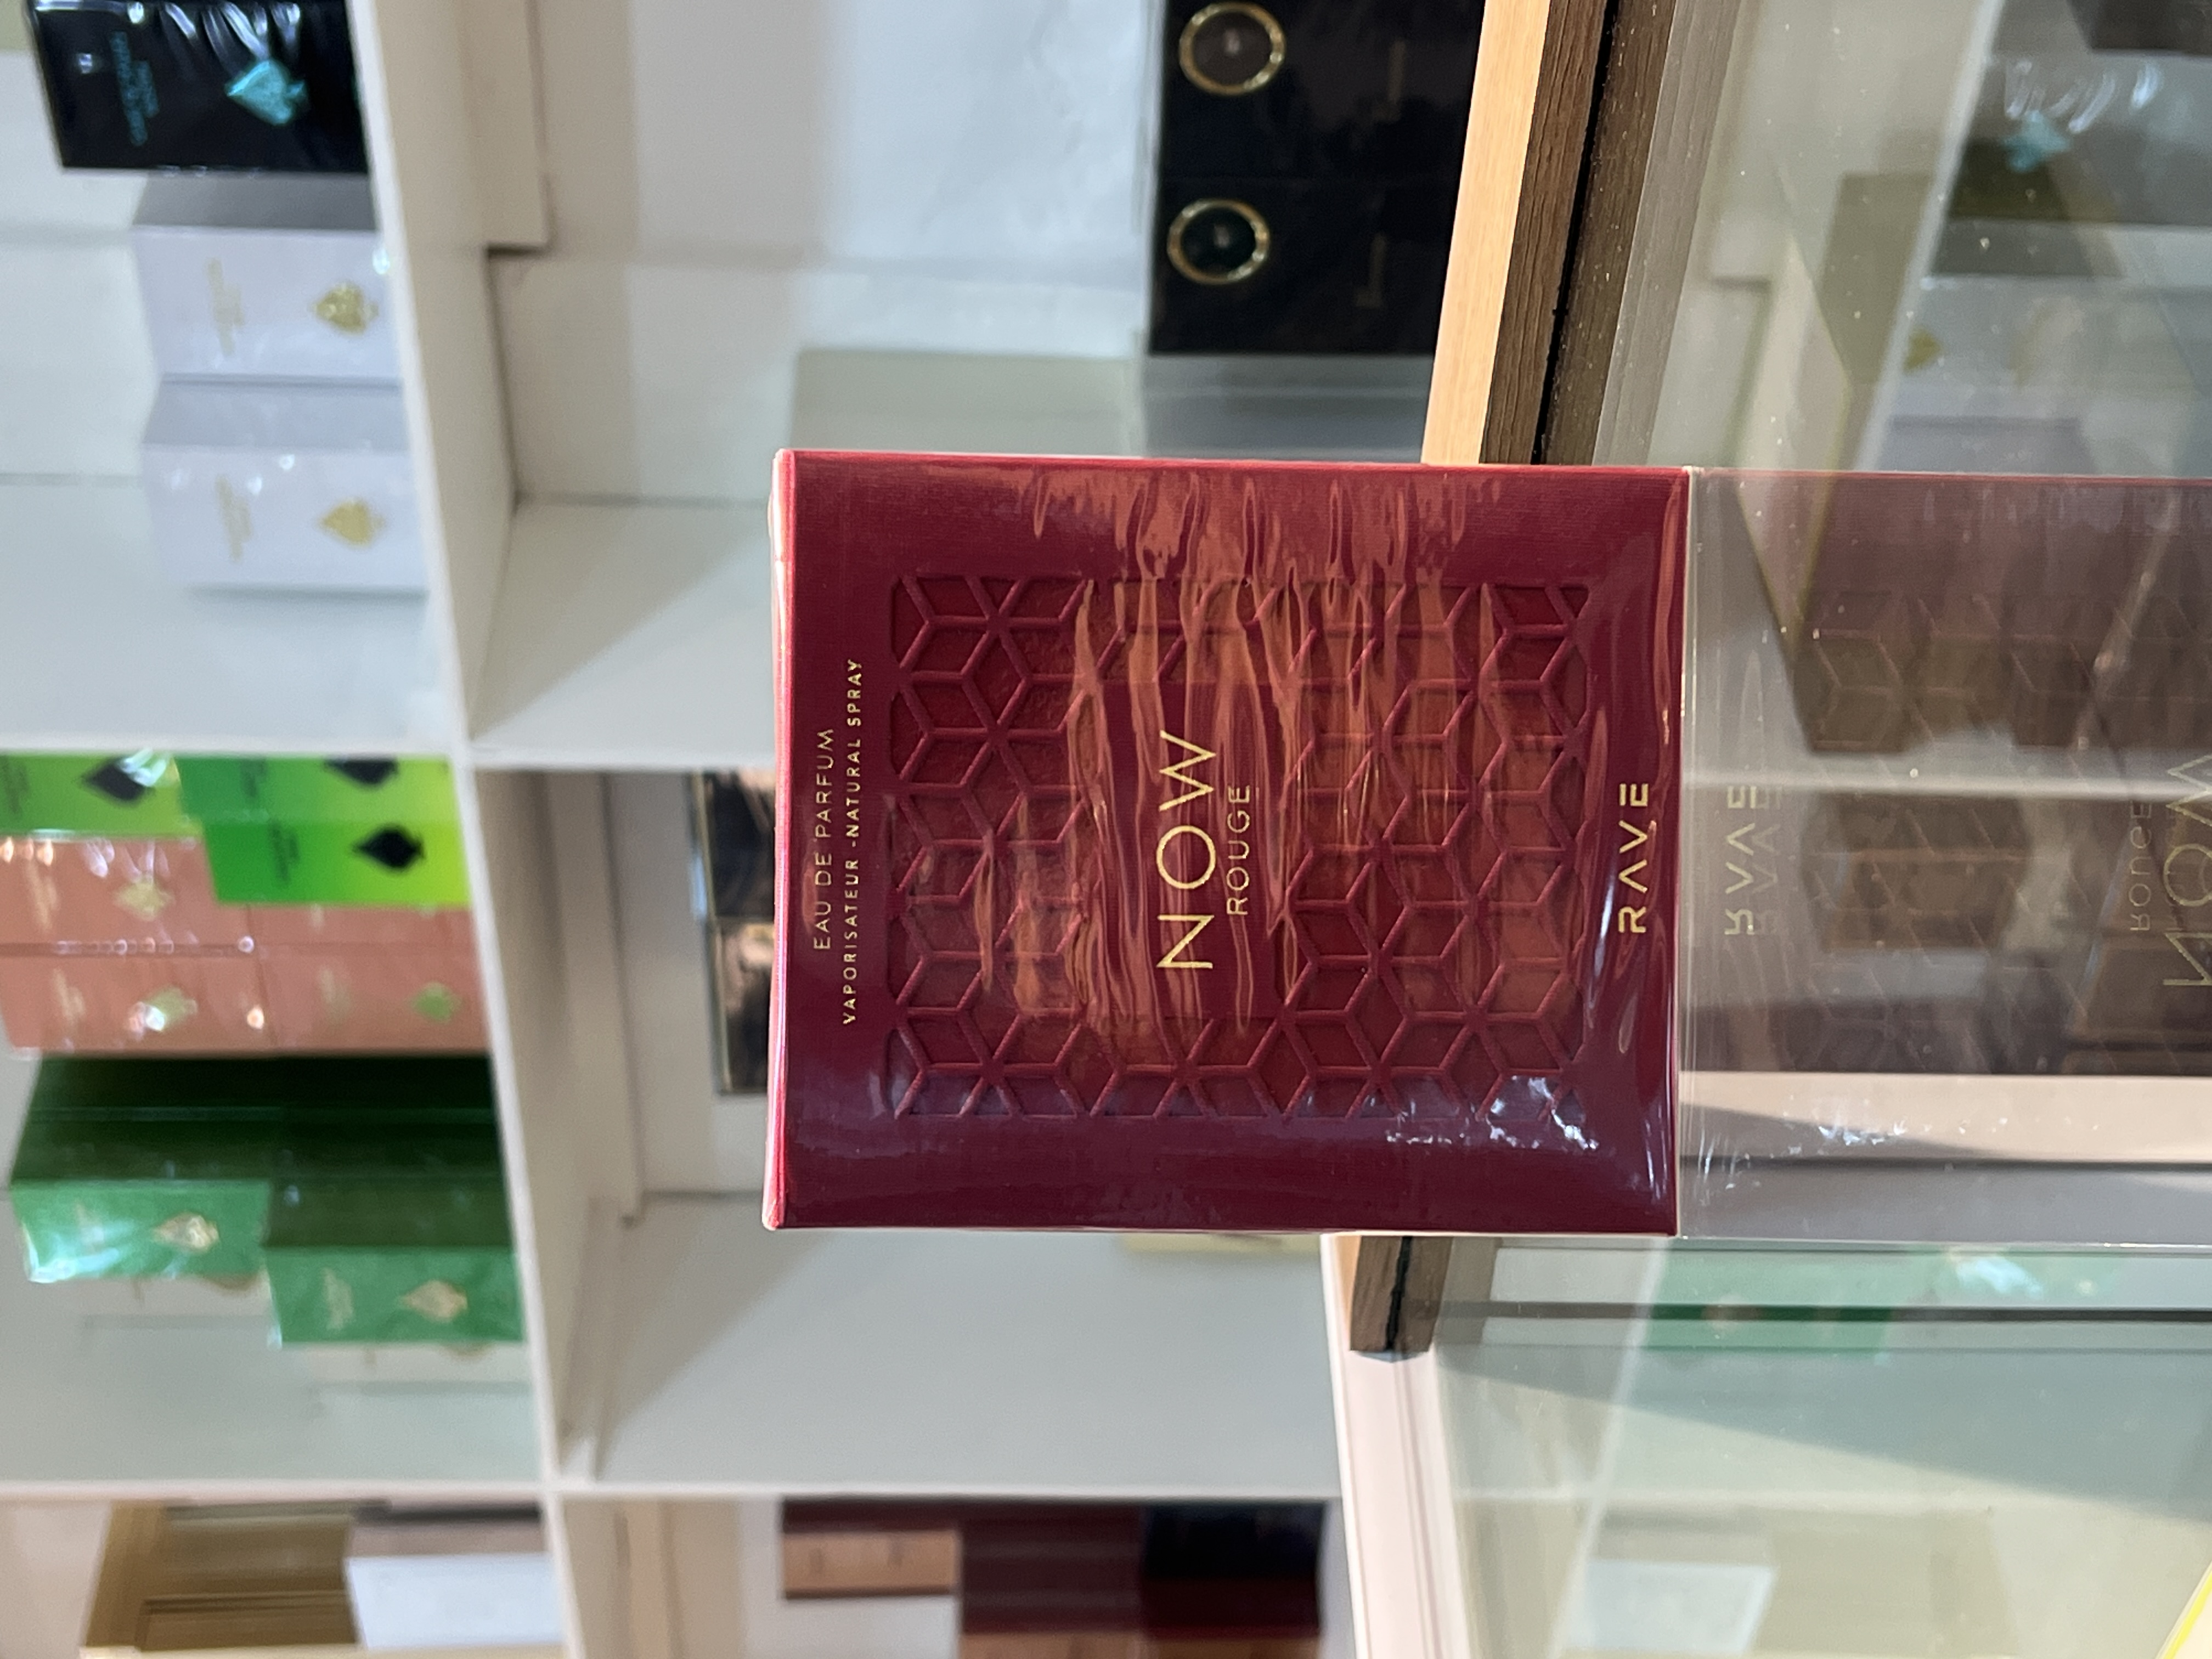 EAU DE PARFUM
VAPORISATEUR -NATURAL SPRAY
NOW
ROUGE
RAVE